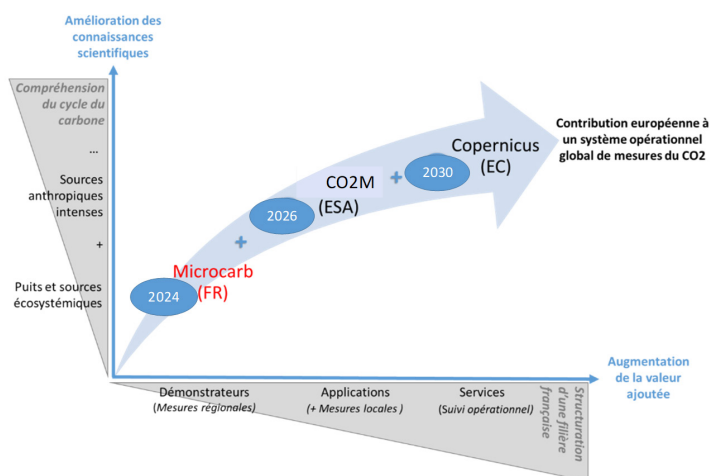 Amélioration des
connaissances
scientifiques
Compréhension
du cycle du
carbone
...
Sources
anthropiques
intenses
+
Puits et sources
écosystémiques
2024
Microcarb
(FR)
+
2026
CO2M
(ESA)
+
2030
Copernicus
(EC)
Contribution européenne à
un système opérationnel
global de mesures du CO2
Augmentation
de la valeur
ajoutée
Démonstrateurs
(Mesures régionales)
Applications
(+ Mesures locales )
Services
(Suivi opérationnel)
Structuration
d'une filière
française